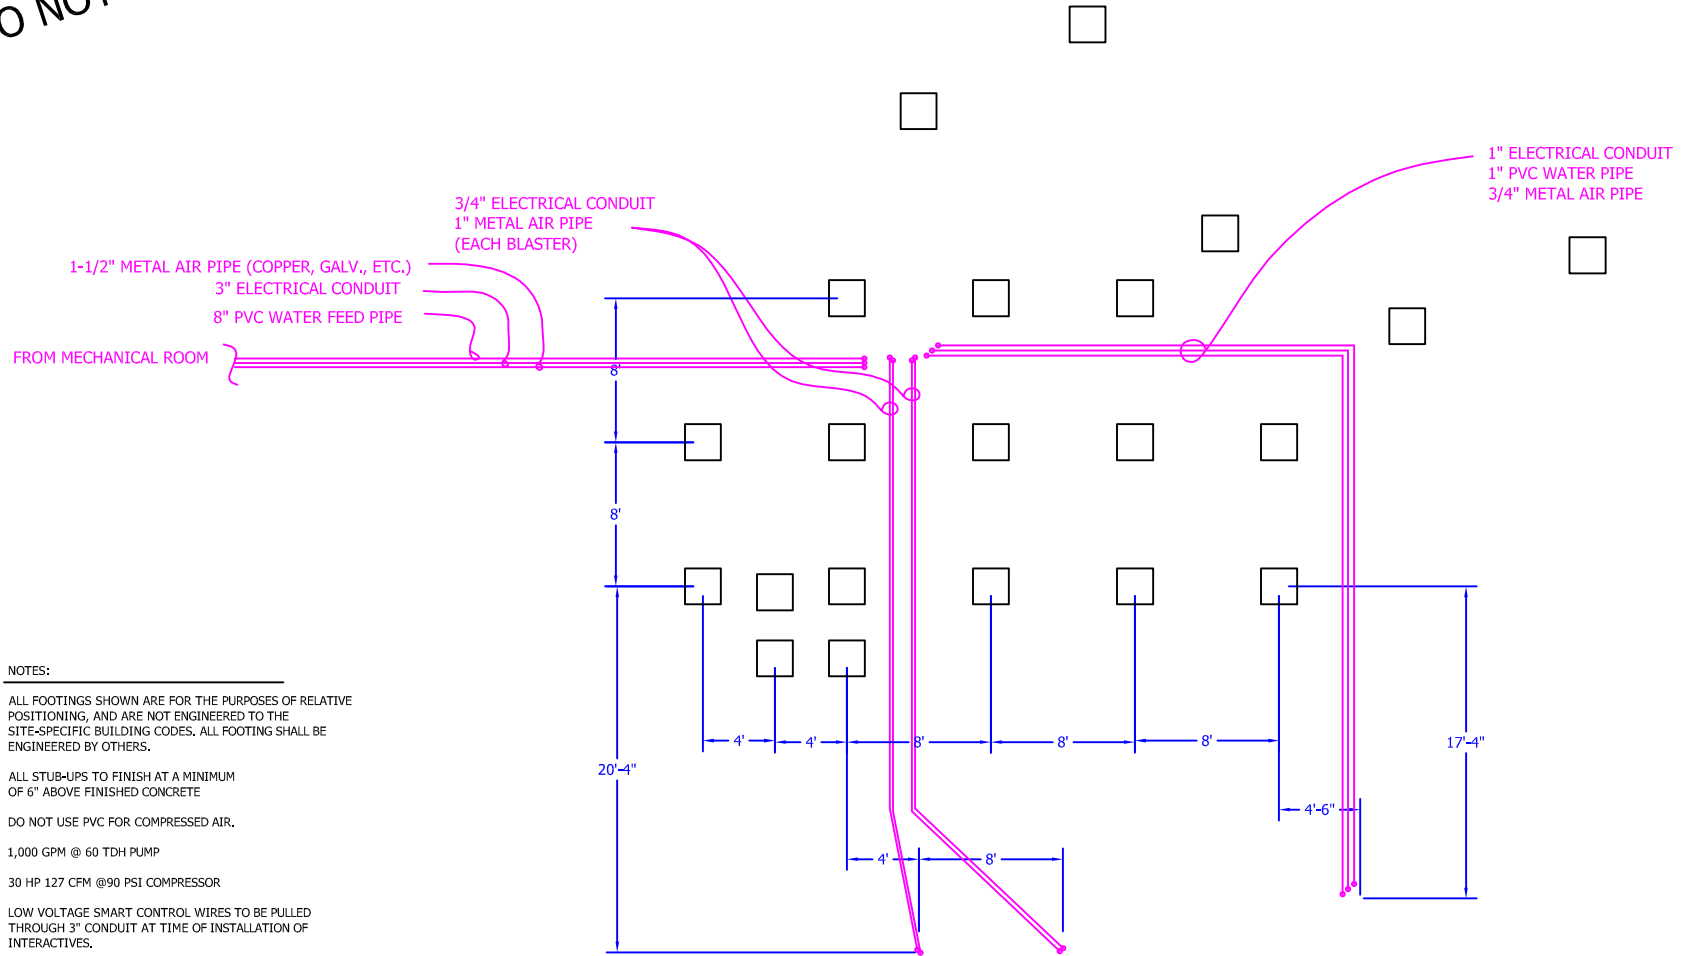 O NOT
1" ELECTRICAL CONDUIT
1" PVC WATER PIPE
3/4" METAL AIR PIPE
3/4" ELECTRICAL CONDUIT
1" METAL AIR PIPE
(EACH BLASTER)
1-1/2" METAL AIR PIPE (COPPER, GALV., ETC.)
3" ELECTRICAL CONDUIT
8" PVC WATER FEED PIPE
FROM MECHANICAL ROOM
8'
8'
NOTES:
ALL FOOTINGS SHOWN ARE FOR THE PURPOSES OF RELATIVE
POSITIONING, AND ARE NOT ENGINEERED TO THE
SITE-SPECIFIC BUILDING CODES. ALL FOOTING SHALL BE
ENGINEERED BY OTHERS.
ALL STUB-UPS TO FINISH AT A MINIMUM
OF 6" ABOVE FINISHED CONCRETE
DO NOT USE PVC FOR COMPRESSED AIR.
1,000 GPM @ 60 TDH PUMP
30 HP 127 CFM @90 PSI COMPRESSOR
LOW VOLTAGE SMART CONTROL WIRES TO BE PULLED
THROUGH 3" CONDUIT AT TIME OF INSTALLATION OF
INTERACTIVES.
4'
4'
8'
8'
8'
17'-4"
20'-4"
4'-6"
4'
8'